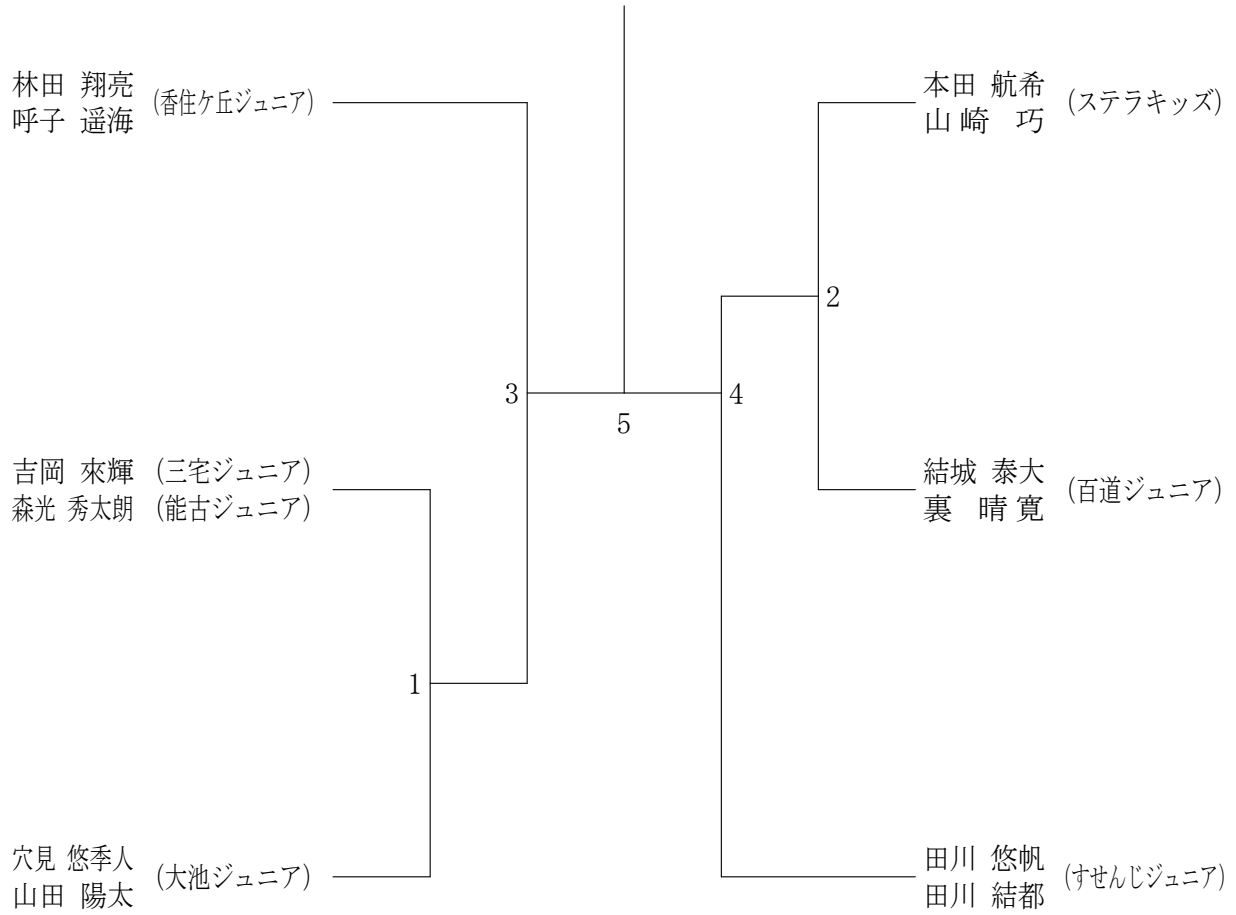 林田 翔亮
呼子 遥海
(香住ケ丘ジュニア)
本田 航希
山崎 巧
(ステラキッズ)
2
3
4
5
吉岡 來輝 (三宅ジュニア)
森光 秀太朗 (能古ジュニア)
結城 泰大
裏 晴寛
(百道ジュニア)
1
穴見 悠季人
山田 陽太
(大池ジュニア)
田川 悠帆
田川 結都
(すせんじジュニア)